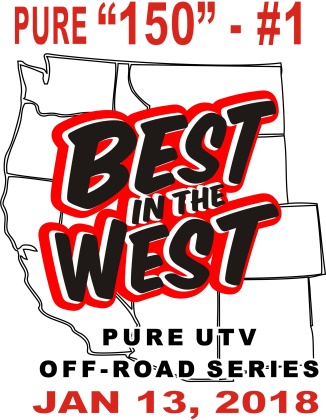 PURE “150” - #1
BEST
IN THE
WEST
PURE UTV
OFF-ROAD SERIES
JAN 13, 2018